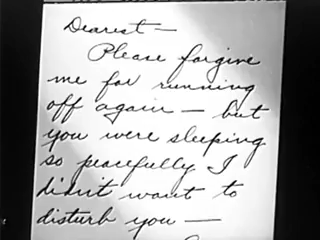 Dearest —
Please forgive
me for running
off again — but
you were sleeping
so peacefully I
didn't want to
disturb you —